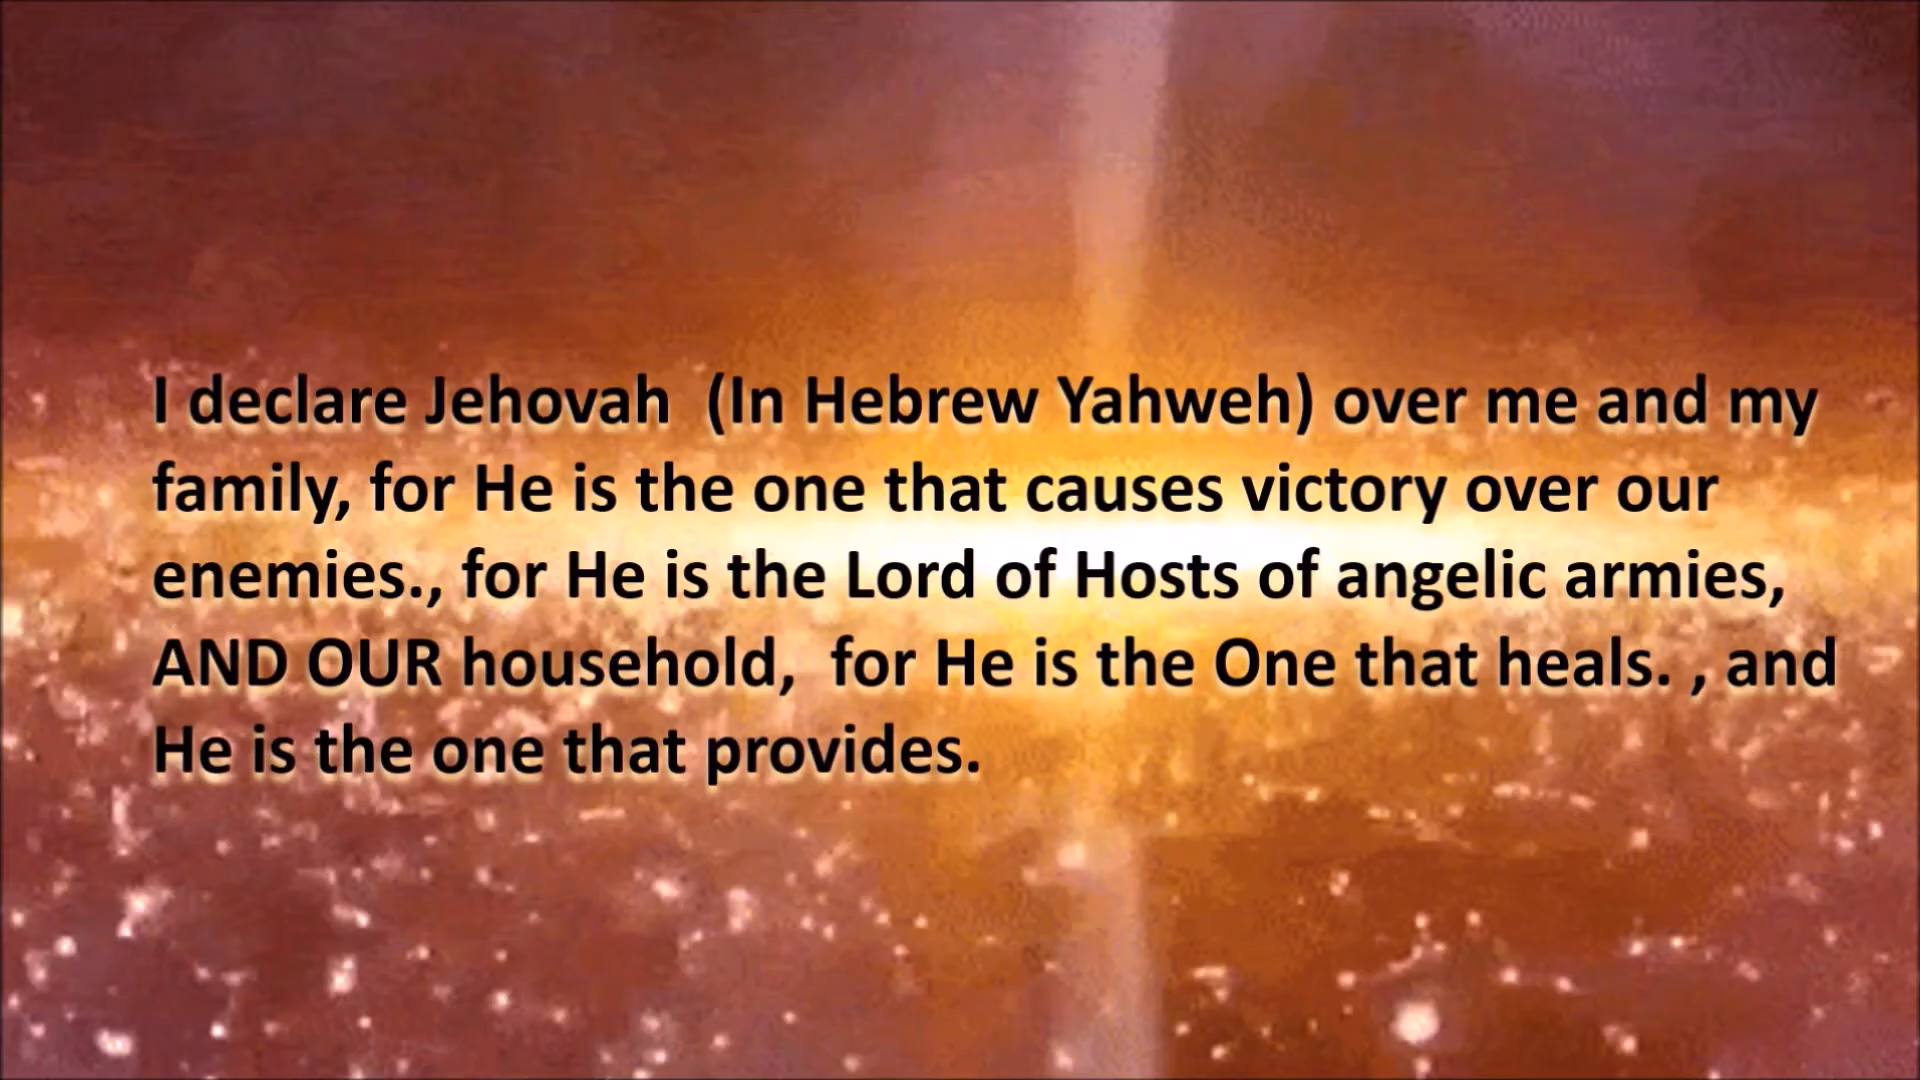 I declare Jehovah  (In Hebrew Yahweh) over me and my
family, for He is the one that causes victory over our
enemies., for He is the Lord of Hosts of angelic armies,
AND OUR household,  for He is the One that heals. , and
He is the one that provides.